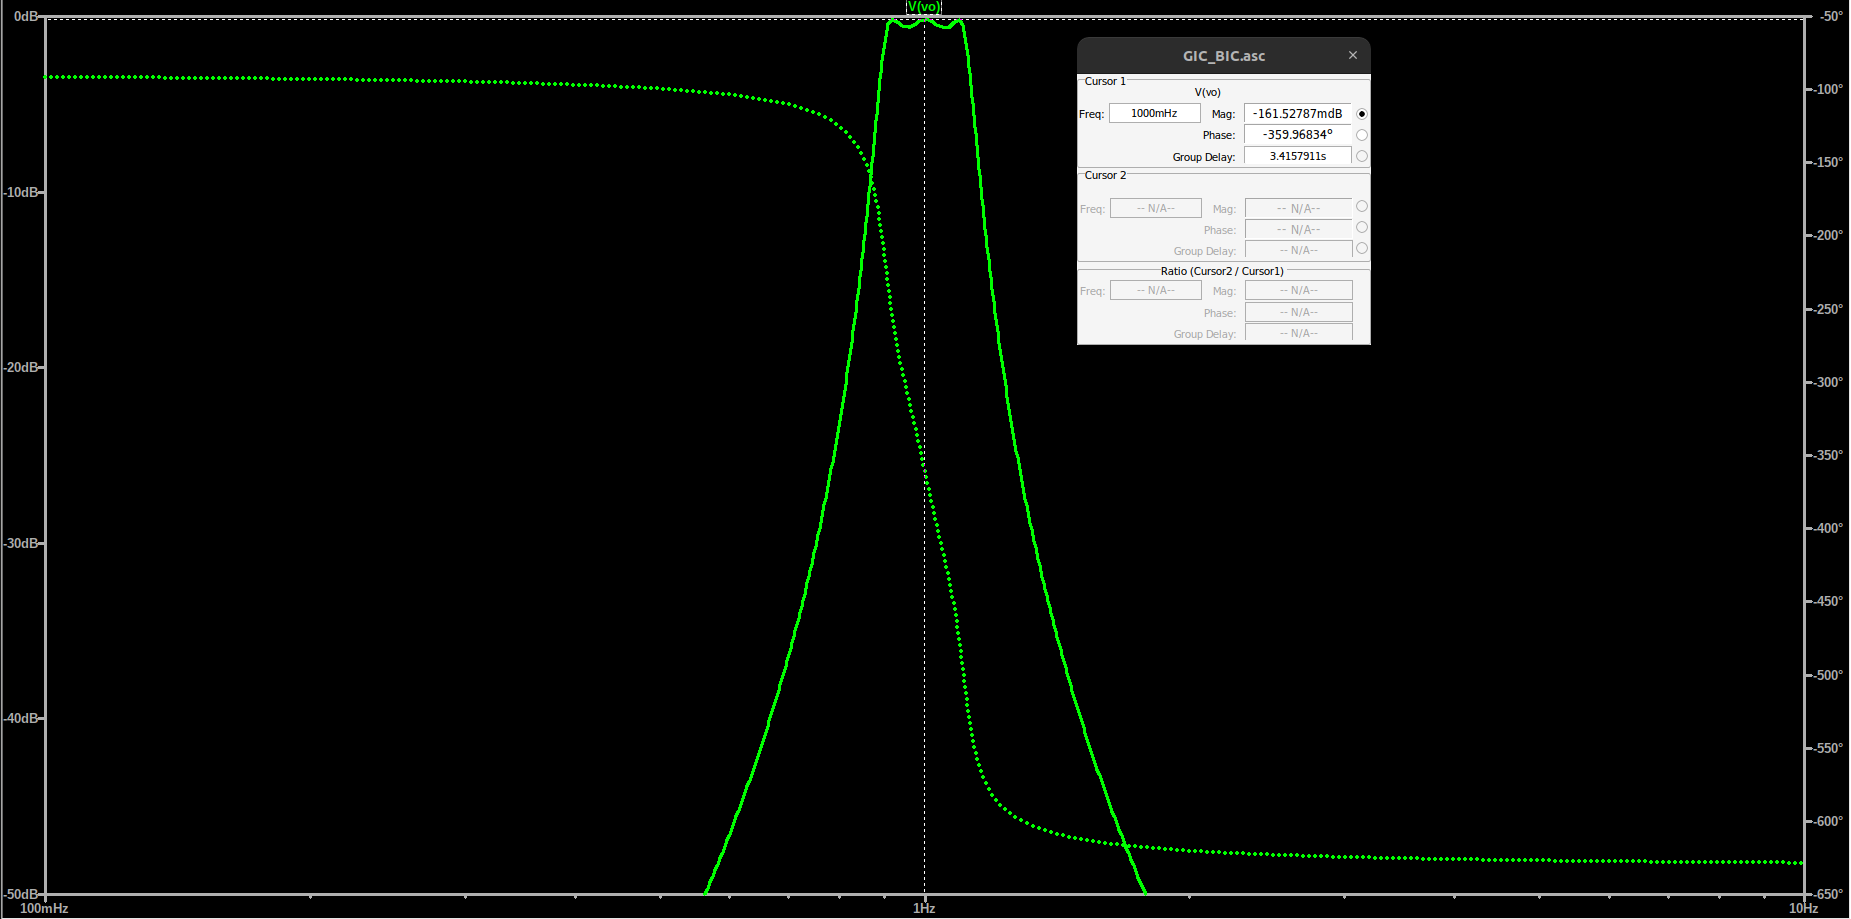 V(vo)
0dB
-10dB
-20dB
-30dB
-40dB
-50dB
-50°
-100°
-150°
-200°
-250°
-300°
-350°
-400°
-450°
-500°
-550°
-600°
-650°
100mHz
1Hz
10Hz
GIC_BIC.asc ×
Cursor 1
V(vo)
Freq: 1000mHz Mag: -161.52787mdB
Phase: -359.96834°
Group Delay: 3.4157911s
Cursor 2
Freq: -- N/A-- Mag: -- N/A--
Phase: -- N/A--
Group Delay: -- N/A--
Ratio (Cursor2 / Cursor1)
Freq: -- N/A-- Mag: -- N/A--
Phase: -- N/A--
Group Delay: -- N/A--